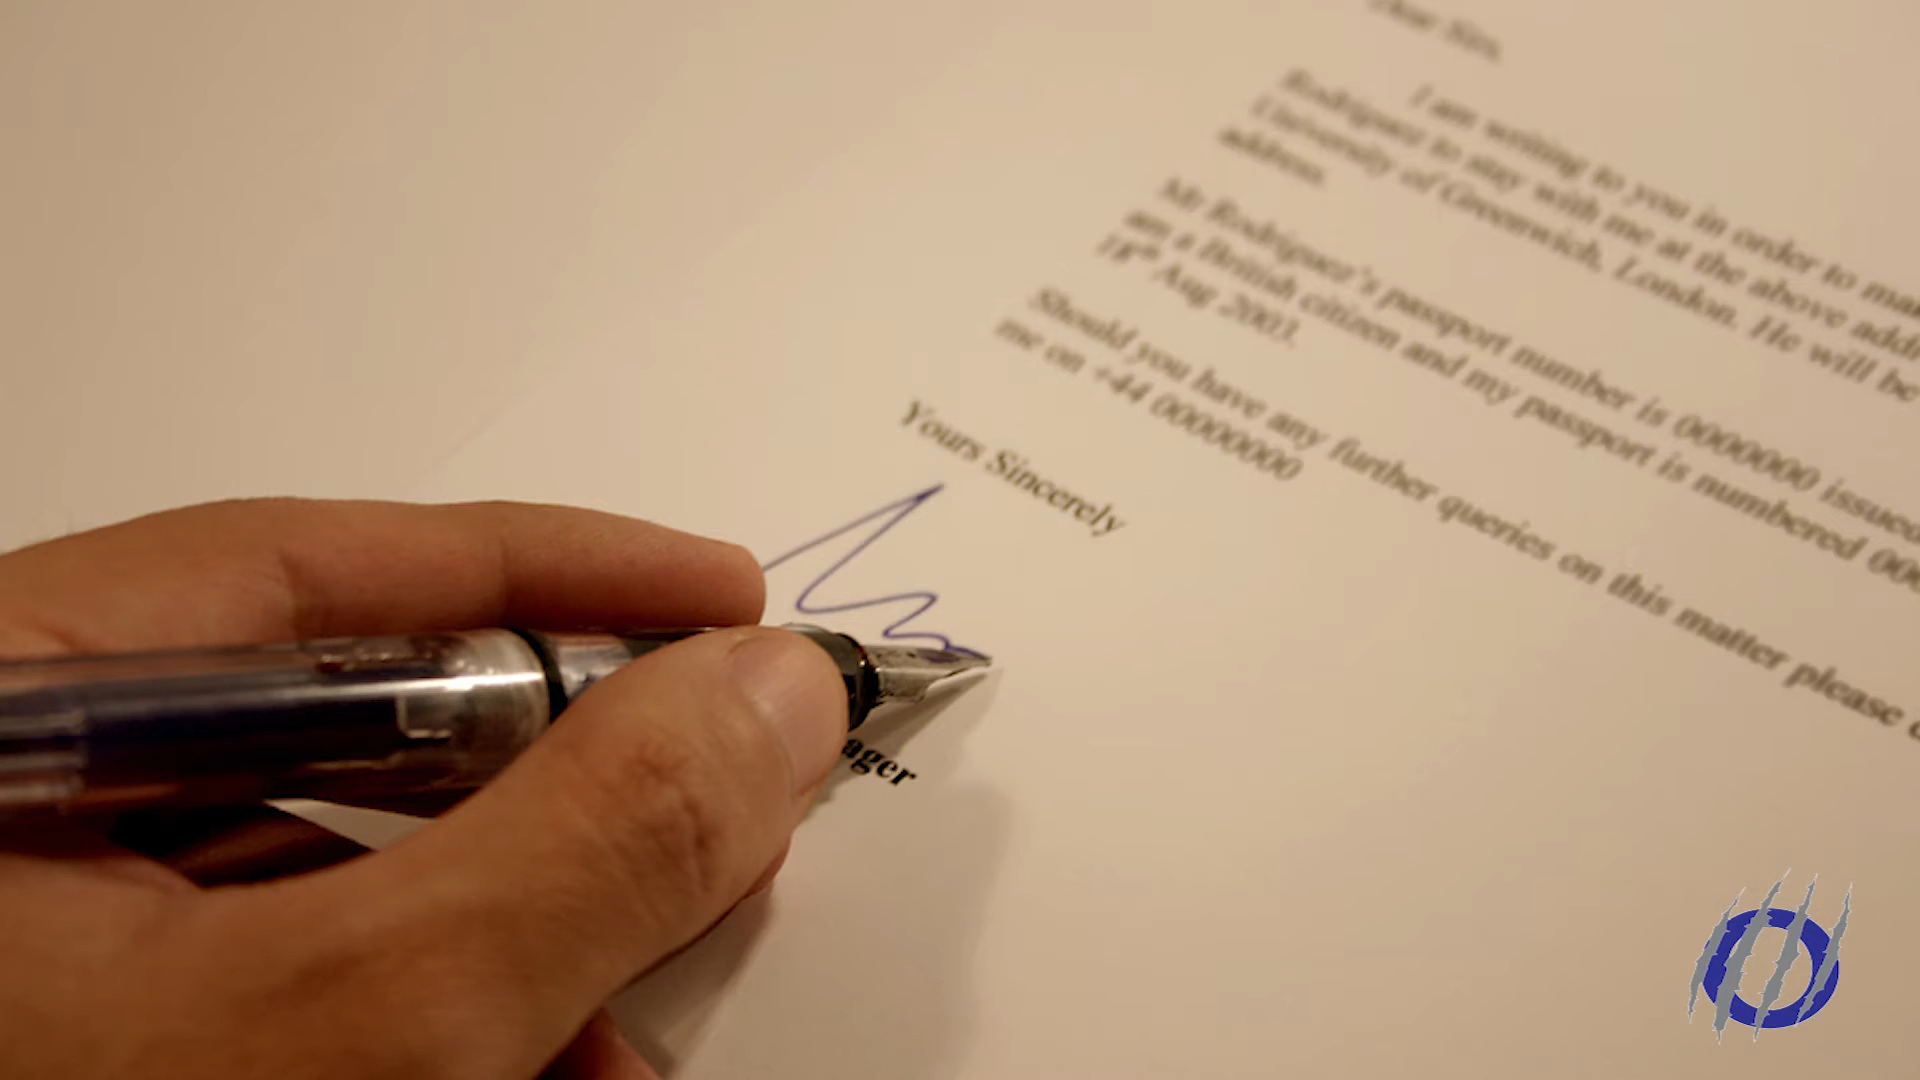 Dear Sirs,
I am writing to you in order to
Rodriguez to stay with me at the above
University of Greenwich, London. He will be
address.
Mr Rodriguez's passport number is 0000000 issued
am a British citizen and my passport is numbered
18th Aug 2003.
Should you have any further queries on this matter please
me on +44 00000000
Yours Sincerely
ager